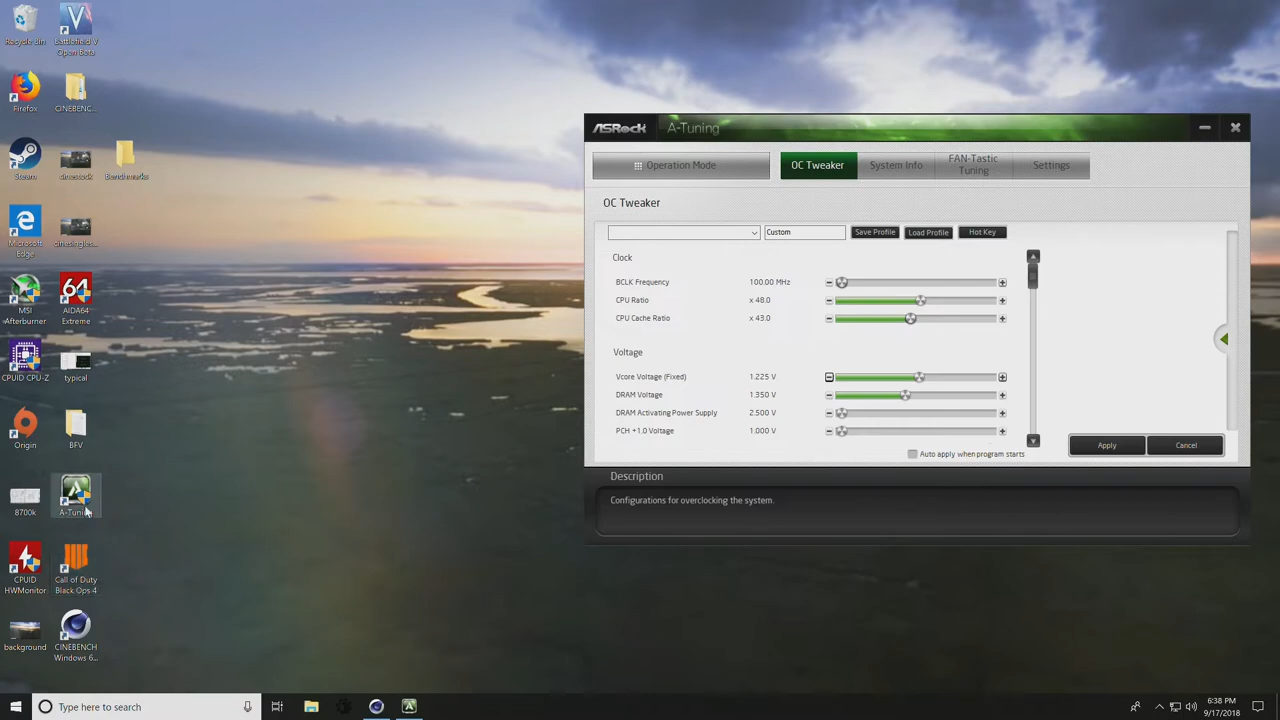 Recycle Bin
Battlefield V
Open Beta
Firefox
CINEBENC...
Steam
cinestock
Benchmarks
Microsoft
Edge
cinesingles...
MSI
Afterburner
AIDA64
Extreme
64
CPUID CPU-Z
typical
Origin
BFV
8700k
A-Tuning
CPUID
HWMonitor
Call of Duty
Black Ops 4
background
CINEBENCH
Windows 6...
ASRock
A-Tuning
Operation Mode
OC Tweaker
System Info
FAN-Tastic
Tuning
Settings
OC Tweaker
Custom
Save Profile
Load Profile
Hot Key
Clock
BCLK Frequency 100.00 MHz
CPU Ratio x 48.0
CPU Cache Ratio x 43.0
Voltage
Vcore Voltage (Fixed) 1.225 V
DRAM Voltage 1.350 V
DRAM Activating Power Supply 2.500 V
PCH +1.0 Voltage 1.000 V
Auto apply when program starts
Apply
Cancel
Description
Configurations for overclocking the system.
Type here to search
6:38 PM
9/17/2018